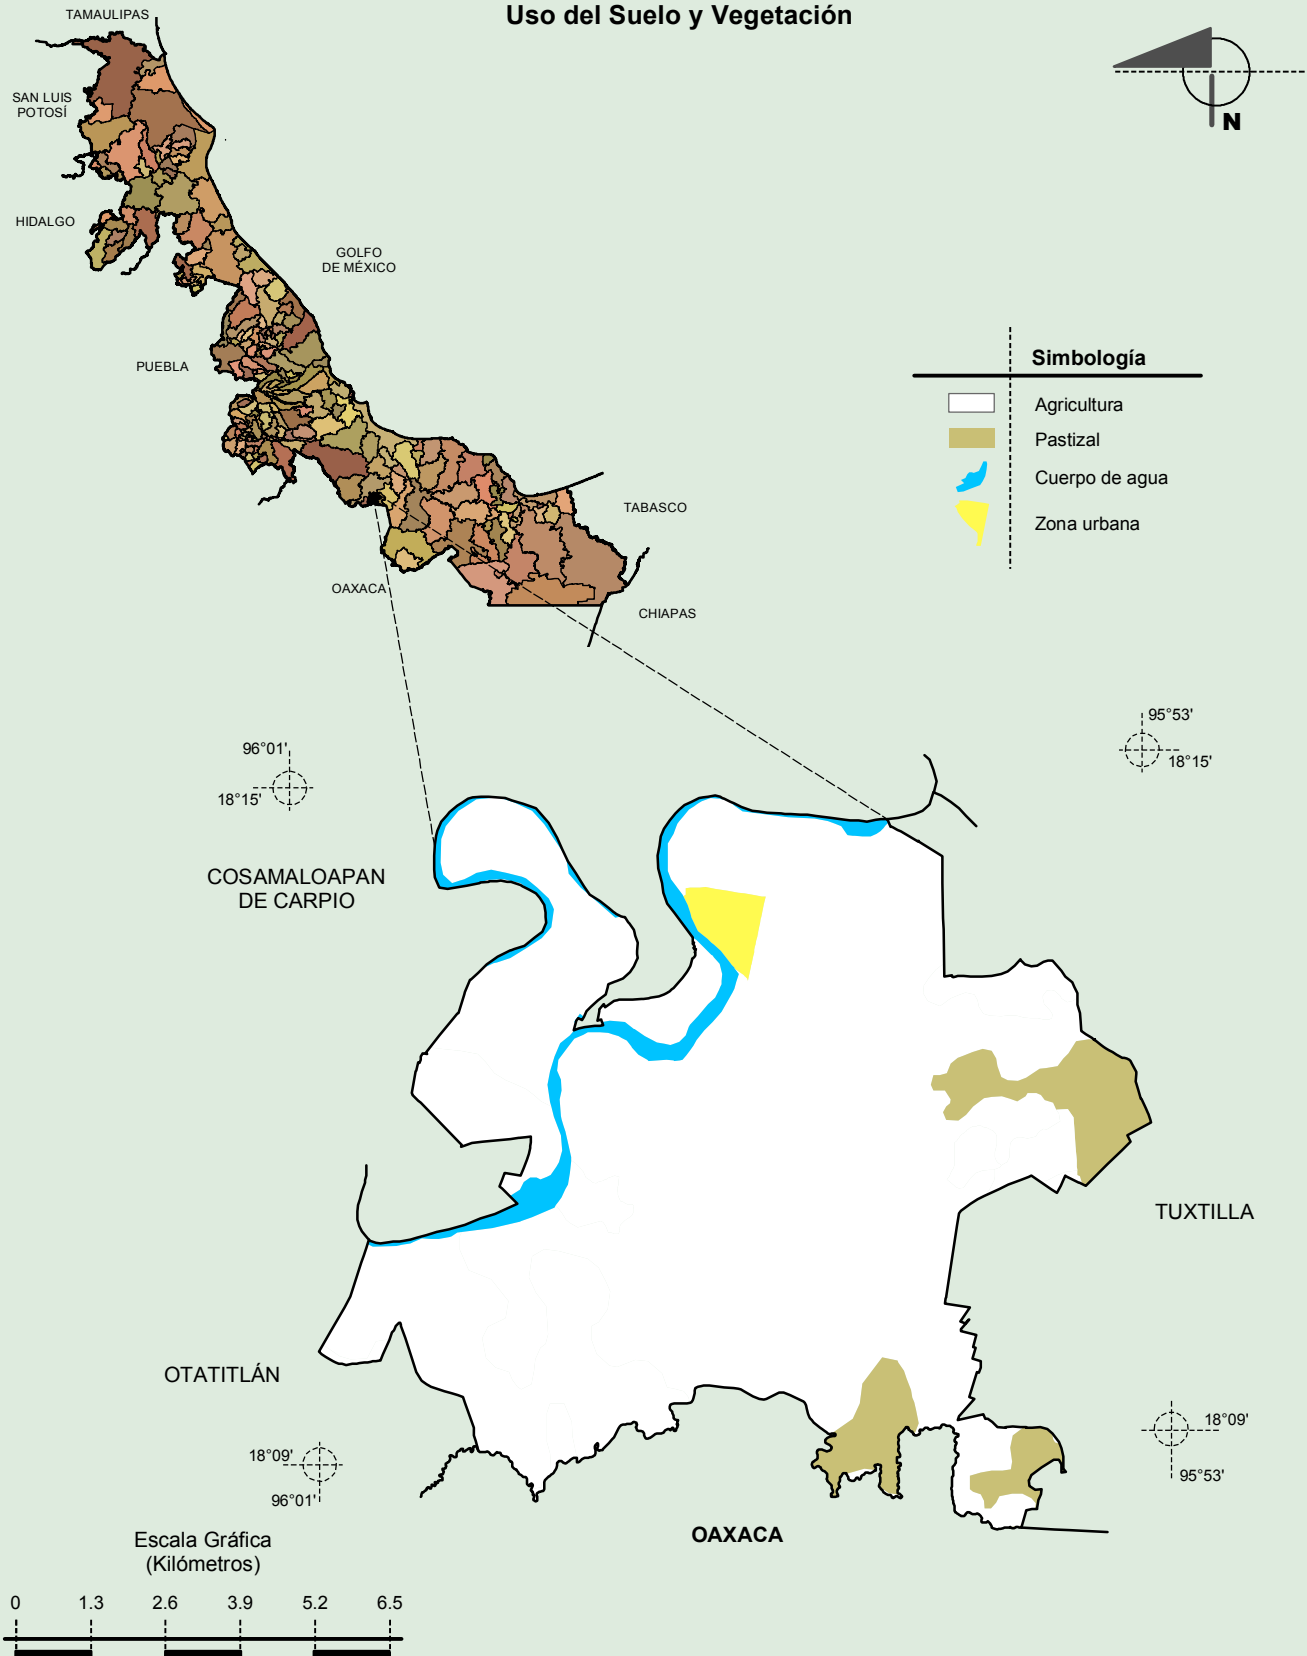 Uso del Suelo y Vegetación
TAMAULIPAS
SAN LUIS
POTOSÍ
HIDALGO
GOLFO
DE MÉXICO
PUEBLA
TABASCO
OAXACA
CHIAPAS
N
Simbología
Agricultura
Pastizal
Cuerpo de agua
Zona urbana
96°01'
18°15'
95°53'
18°15'
COSAMALOAPAN
DE CARPIO
TUXTILLA
OTATITLÁN
18°09'
96°01'
18°09'
95°53'
OAXACA
Escala Gráfica
(Kilómetros)
0 1.3 2.6 3.9 5.2 6.5